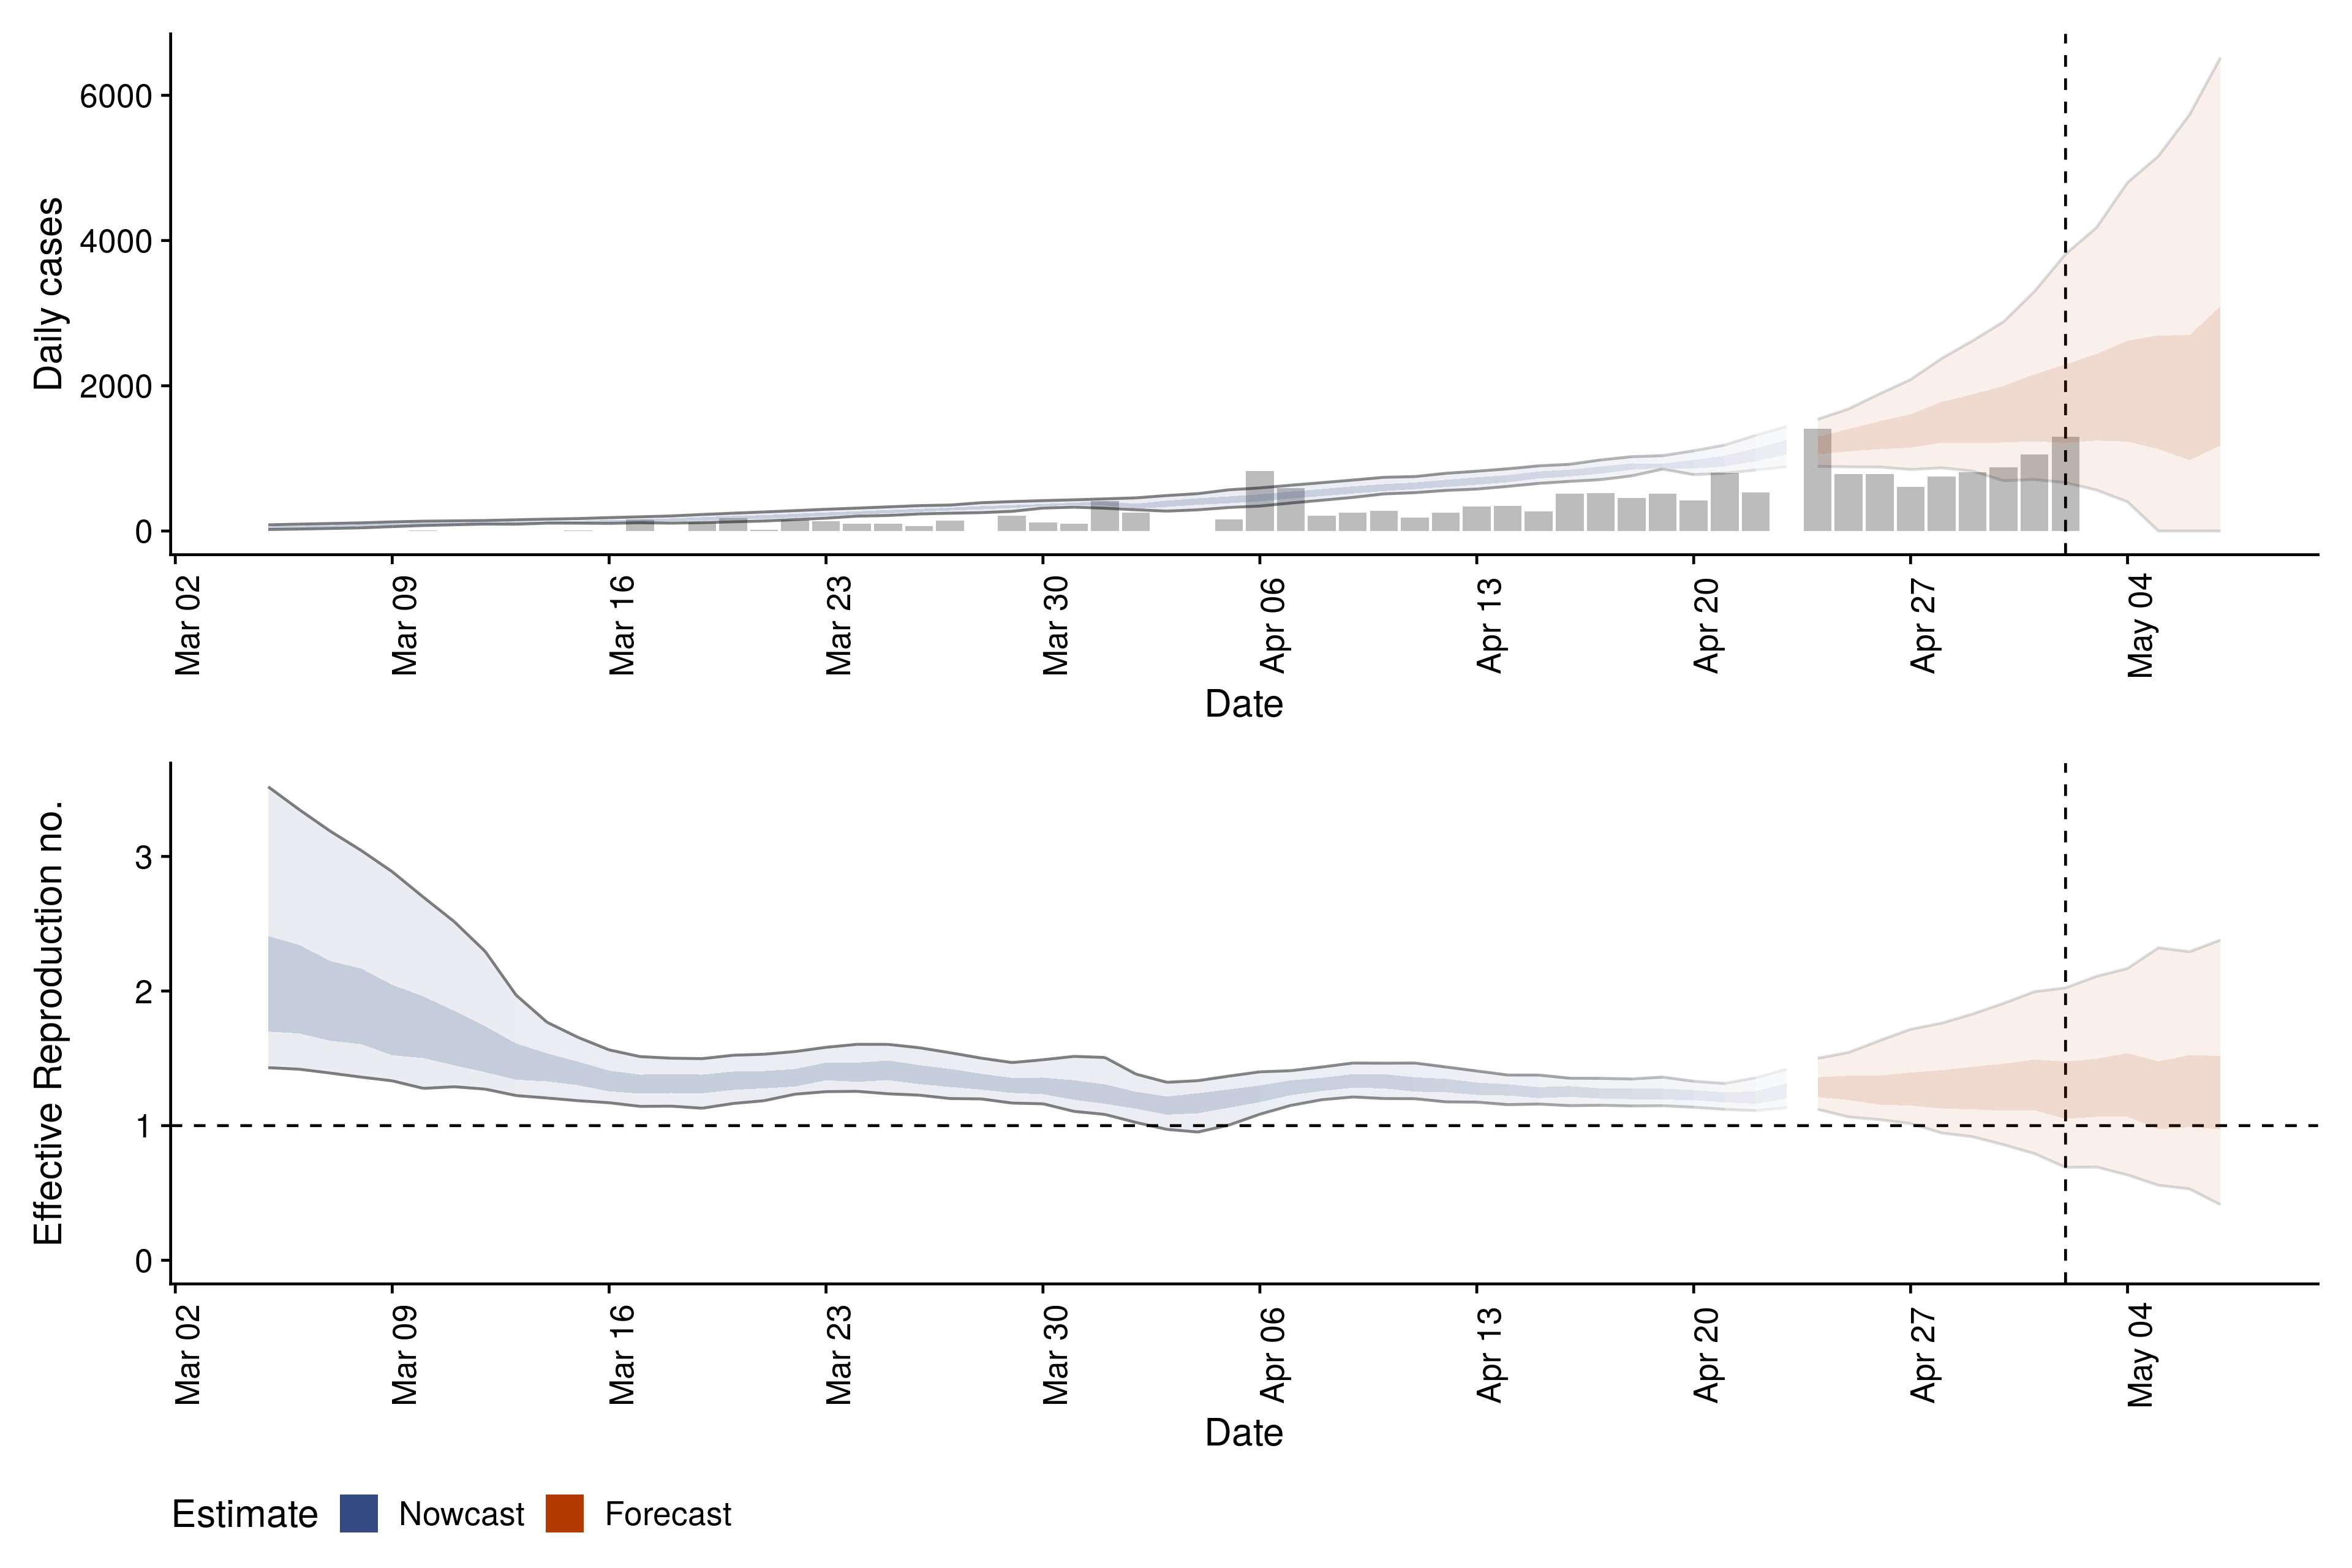 Daily cases
6000
4000
2000
0
Mar 02
Mar 09
Mar 16
Mar 23
Mar 30
Apr 06
Apr 13
Apr 20
Apr 27
May 04
Date
Effective Reproduction no.
3
2
1
0
Mar 02
Mar 09
Mar 16
Mar 23
Mar 30
Apr 06
Apr 13
Apr 20
Apr 27
May 04
Date
Estimate Nowcast Forecast